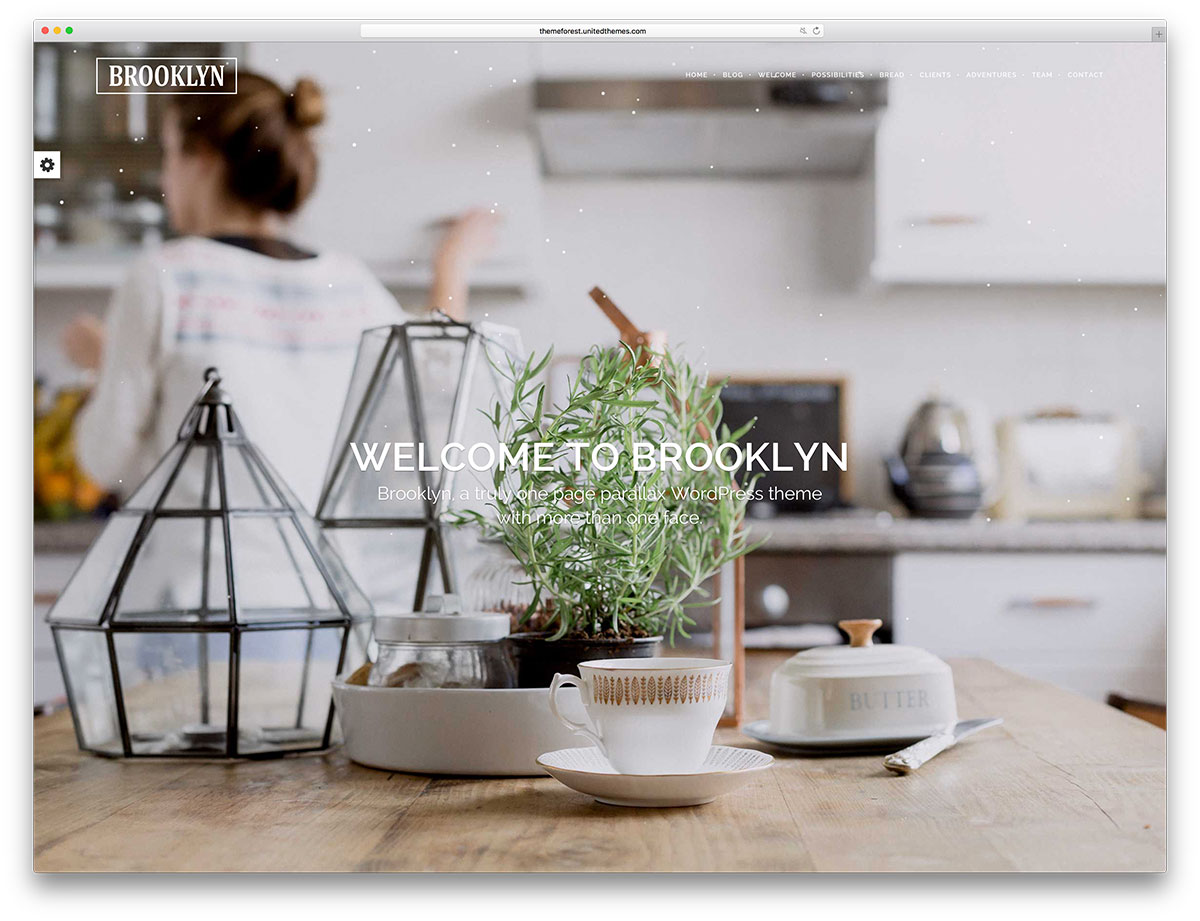 themeforest.unitedthemes.com
BROOKLYN
HOME • BLOG • WELCOME • POSSIBILITIES • BREAD • CLIENTS • ADVENTURES • TEAM • CONTACT
WELCOME TO BROOKLYN
Brooklyn, a truly one page parallax WordPress theme
with more than one face.
BUTTER